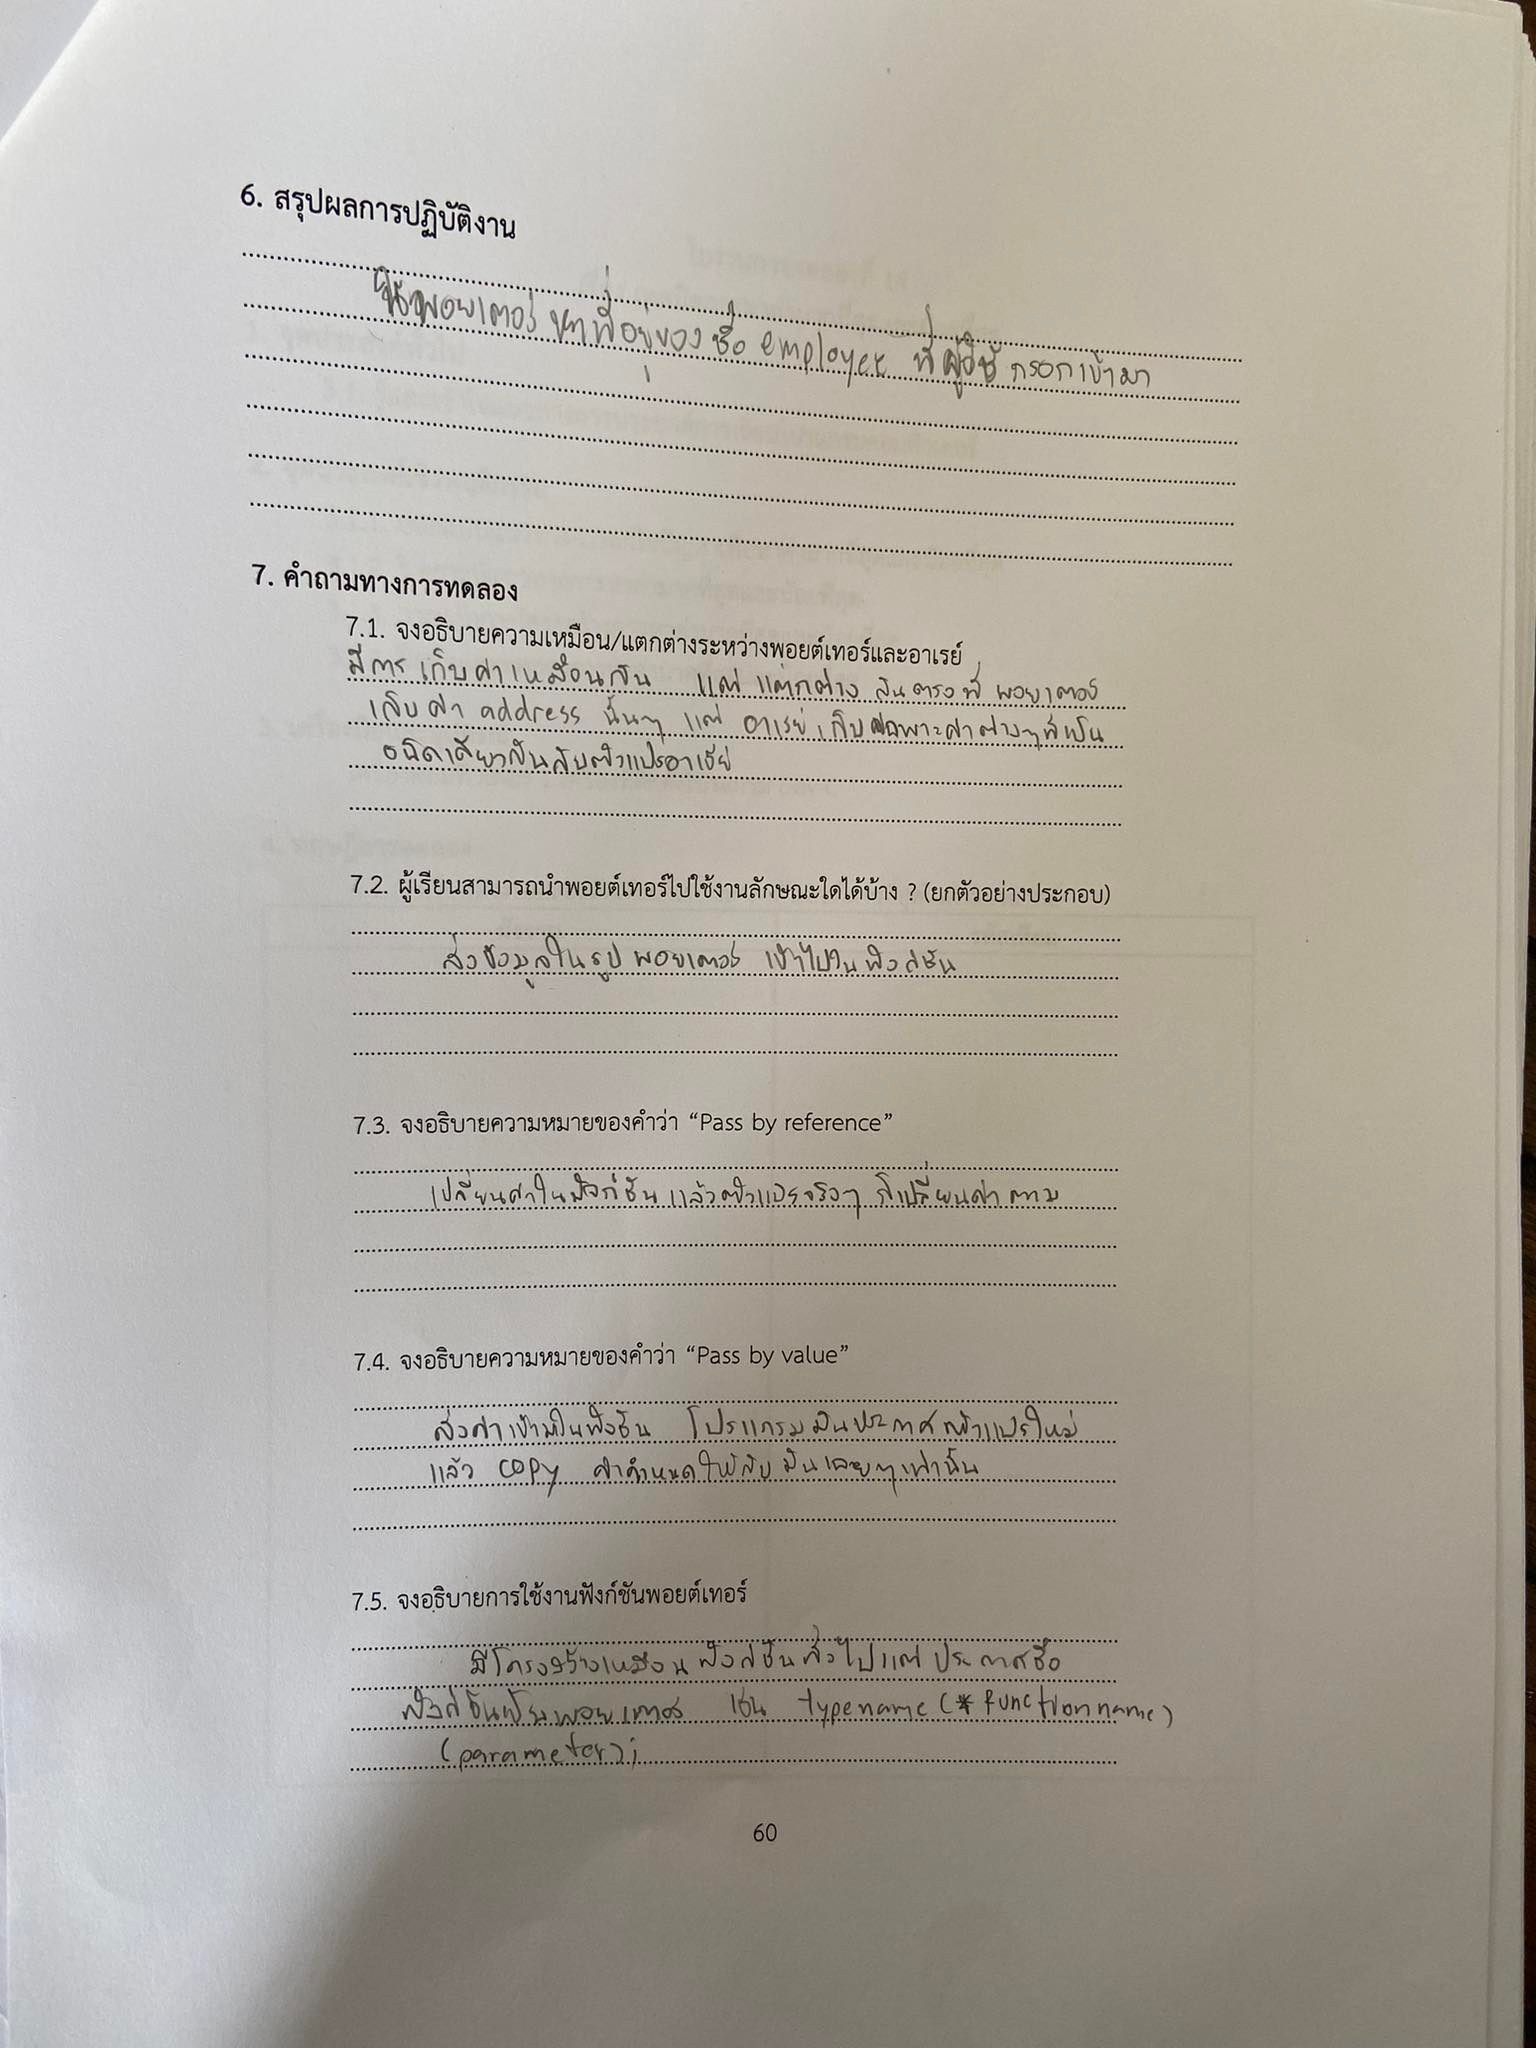 6. สรุปผลการปฏิบัติงาน
ใช้พอยเตอร์ หาที่อยู่ของ ชื่อ employee ที่ผู้ใช้ กรอกเข้ามา
7. คำถามทางการทดลอง
7.1. จงอธิบายความเหมือน/แตกต่างระหว่างพอยต์เทอร์และอาเรย์
มีการ เก็บค่าเหมือนกัน แต่ แตกต่าง กันตรงที่ พอยเตอร์
เก็บค่า address นั้นๆ แต่ อาเรย์ เก็บเฉพาะค่าต่างๆที่เป็น
ชนิดเดียวกันกับตัวแปรอาเรย์
7.2. ผู้เรียนสามารถนำพอยต์เทอร์ไปใช้งานลักษณะใดได้บ้าง ? (ยกตัวอย่างประกอบ)
ส่งข้อมูลในรูป พอยเตอร์ เข้าไปใน ฟังก์ชัน
7.3. จงอธิบายความหมายของคำว่า “Pass by reference”
เปลี่ยนค่าในฟังก์ชัน แล้วตัวแปรจริงๆ ก็เปลี่ยนค่า ตาม
7.4. จงอธิบายความหมายของคำว่า “Pass by value”
ส่งค่าเข้ามาในฟังชัน โปรแกรมมันประกาศ ตัวแปรใหม่
แล้ว copy ค่ากำหนดให้กับ มันเฉยๆเท่านั้น
7.5. จงอธิบายการใช้งานฟังก์ชันพอยต์เทอร์
มีโครงสร้างเหมือน ฟังก์ชันทั่วไป แต่ ประกาศชื่อ
ฟังก์ชันเป็นพอยเตอร์ เช่น typename (* functionname)
(parameter);
60